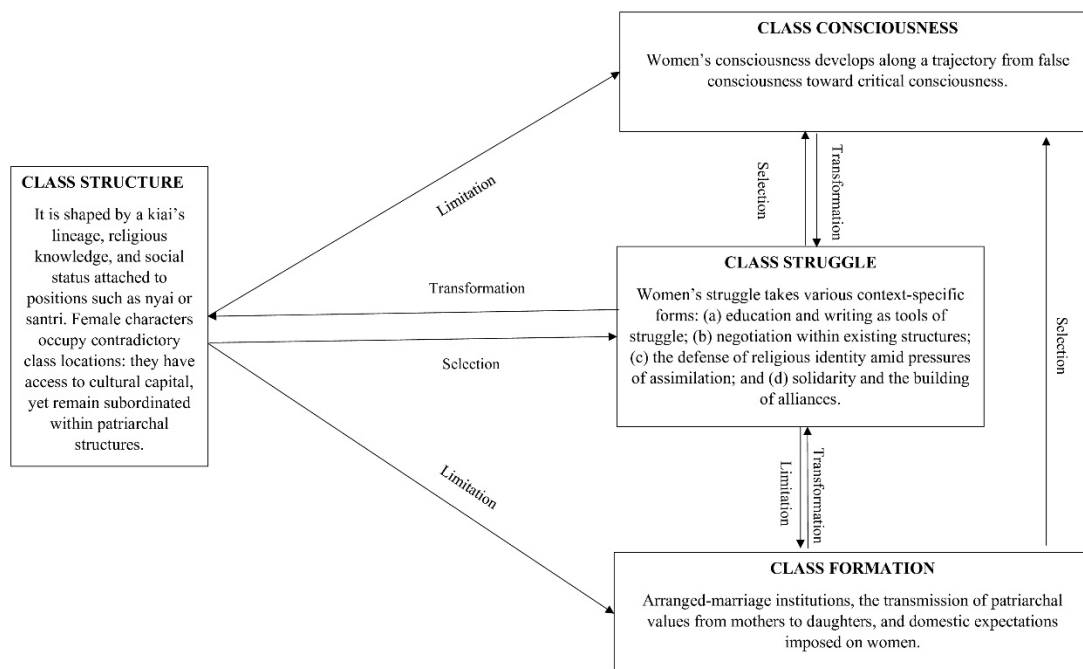 CLASS CONSCIOUSNESS
Women's consciousness develops along a trajectory from false
consciousness toward critical consciousness.
Limitation
Selection
Transformation
CLASS STRUCTURE
It is shaped by a kiai's
lineage, religious
knowledge, and social
status attached to
positions such as nyai or
santri. Female characters
occupy contradictory
class locations: they have
access to cultural capital,
yet remain subordinated
within patriarchal
structures.
Transformation
Selection
CLASS STRUGGLE
Women's struggle takes various context-specific
forms: (a) education and writing as tools of
struggle; (b) negotiation within existing structures;
(c) the defense of religious identity amid pressures
of assimilation; and (d) solidarity and the building
of alliances.
Selection
Limitation
Limitation
Transformation
CLASS FORMATION
Arranged-marriage institutions, the transmission of patriarchal
values from mothers to daughters, and domestic expectations
imposed on women.